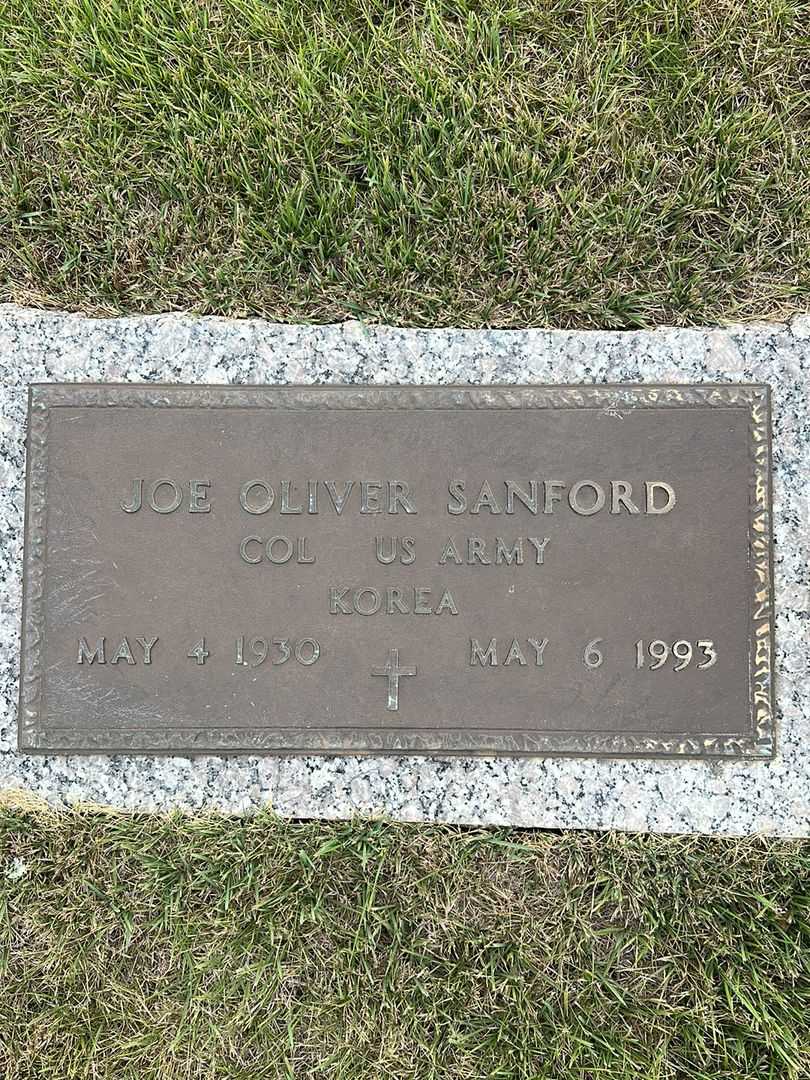 JOE OLIVER SANFORD
COL US ARMY
KOREA
MAY 4 1930 MAY 6 1993